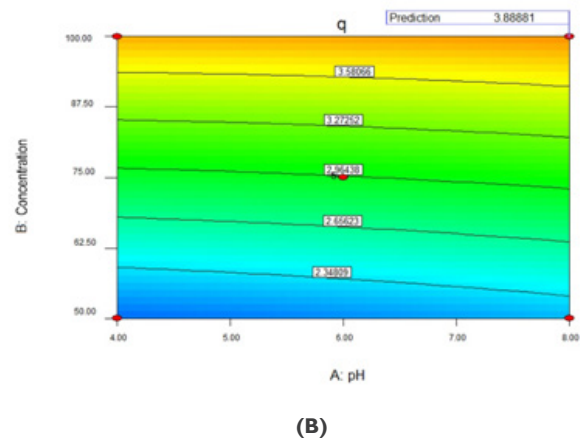 Prediction 3.88881
q
100.00
3.58066
87.50
3.27252
75.00
2.96438
5
62.50
2.65623
2.34809
50.00
B: Concentration
4.00 5.00 6.00 7.00 8.00
A: pH
(B)